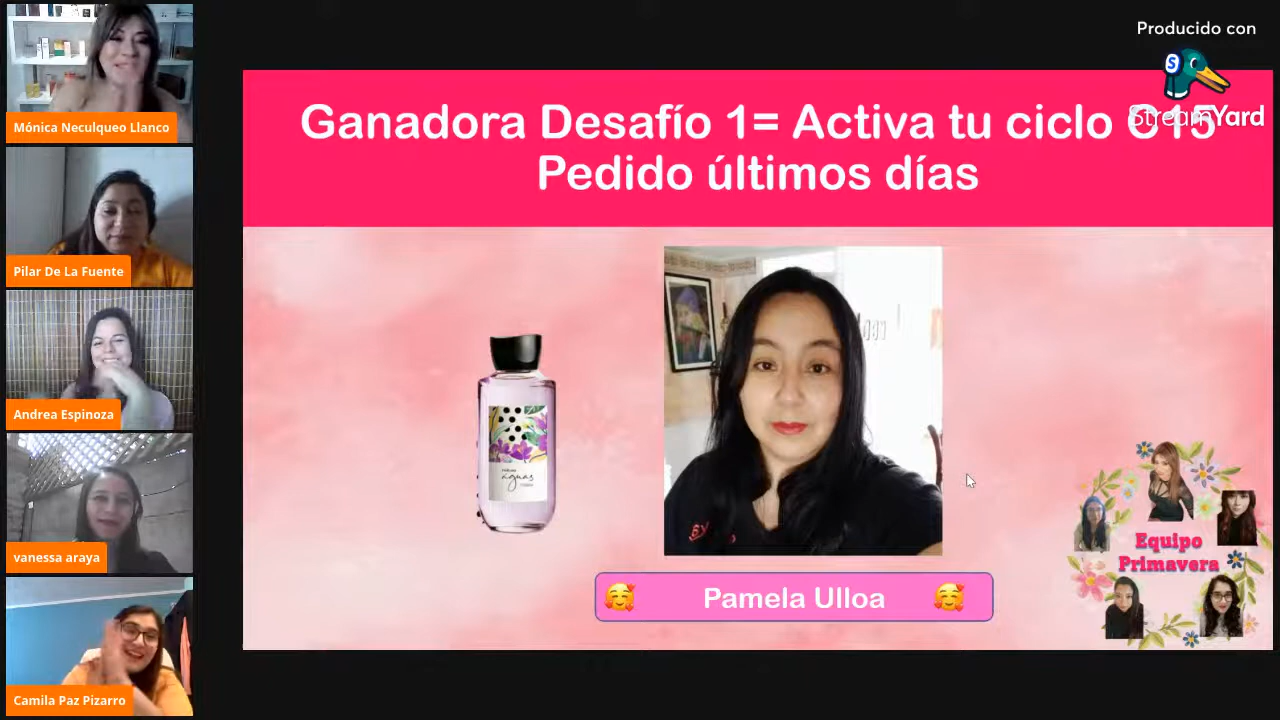 Producido con
StreamYard
Ganadora Desafío 1= Activa tu ciclo C15
Pedido últimos días
Mónica Neculqueo Llanco
Pilar De La Fuente
Andrea Espinoza
vanessa araya
Camila Paz Pizarro
águas
Pamela Ulloa
Equipo
Primavera